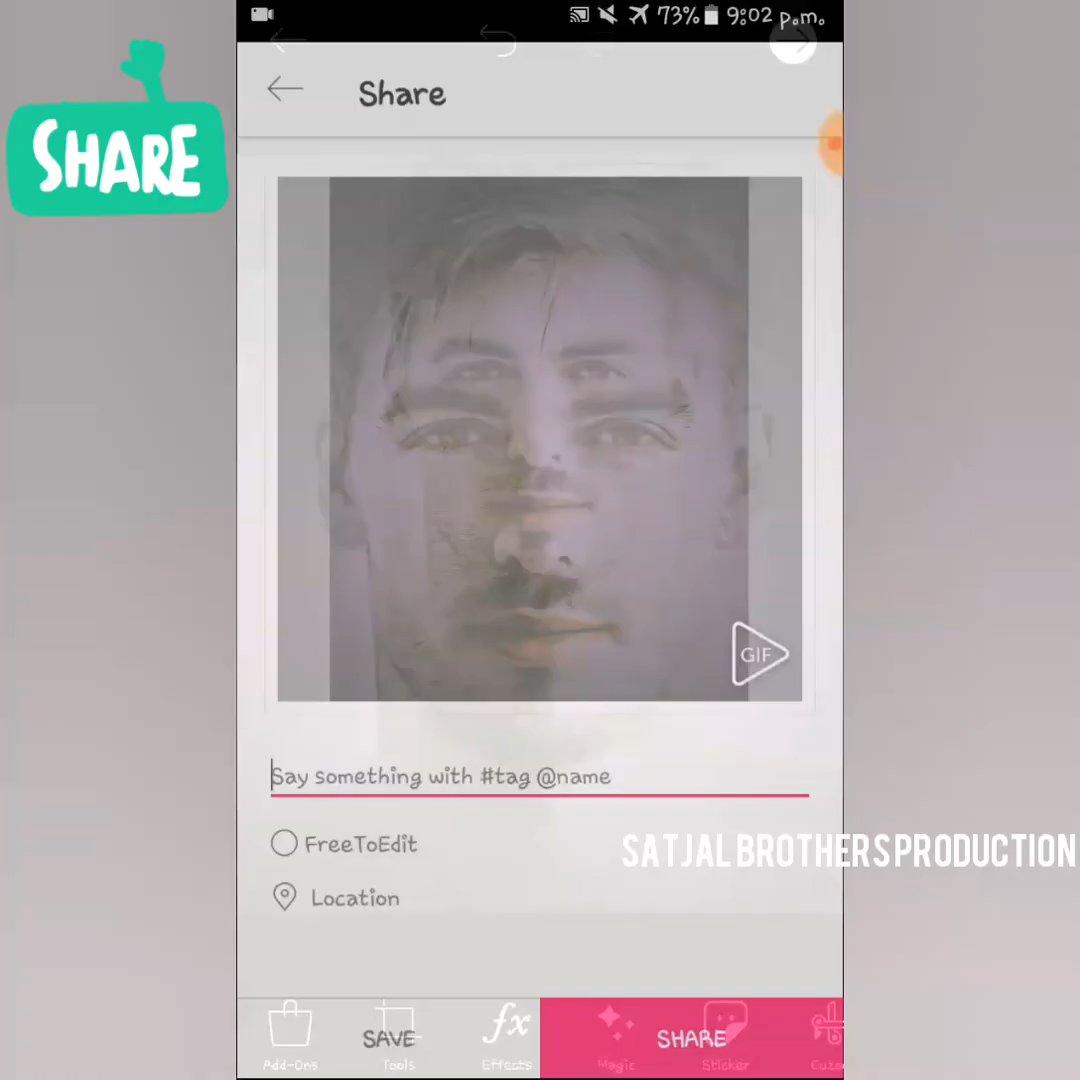 73% 9:02 p.m.
Share
SHARE
GIF
Say something with #tag @name
FreeToEdit
SATJAL BROTHERS PRODUCTION
Location
SAVE
SHARE
Add-Ons Tools Effects Magic Sticker